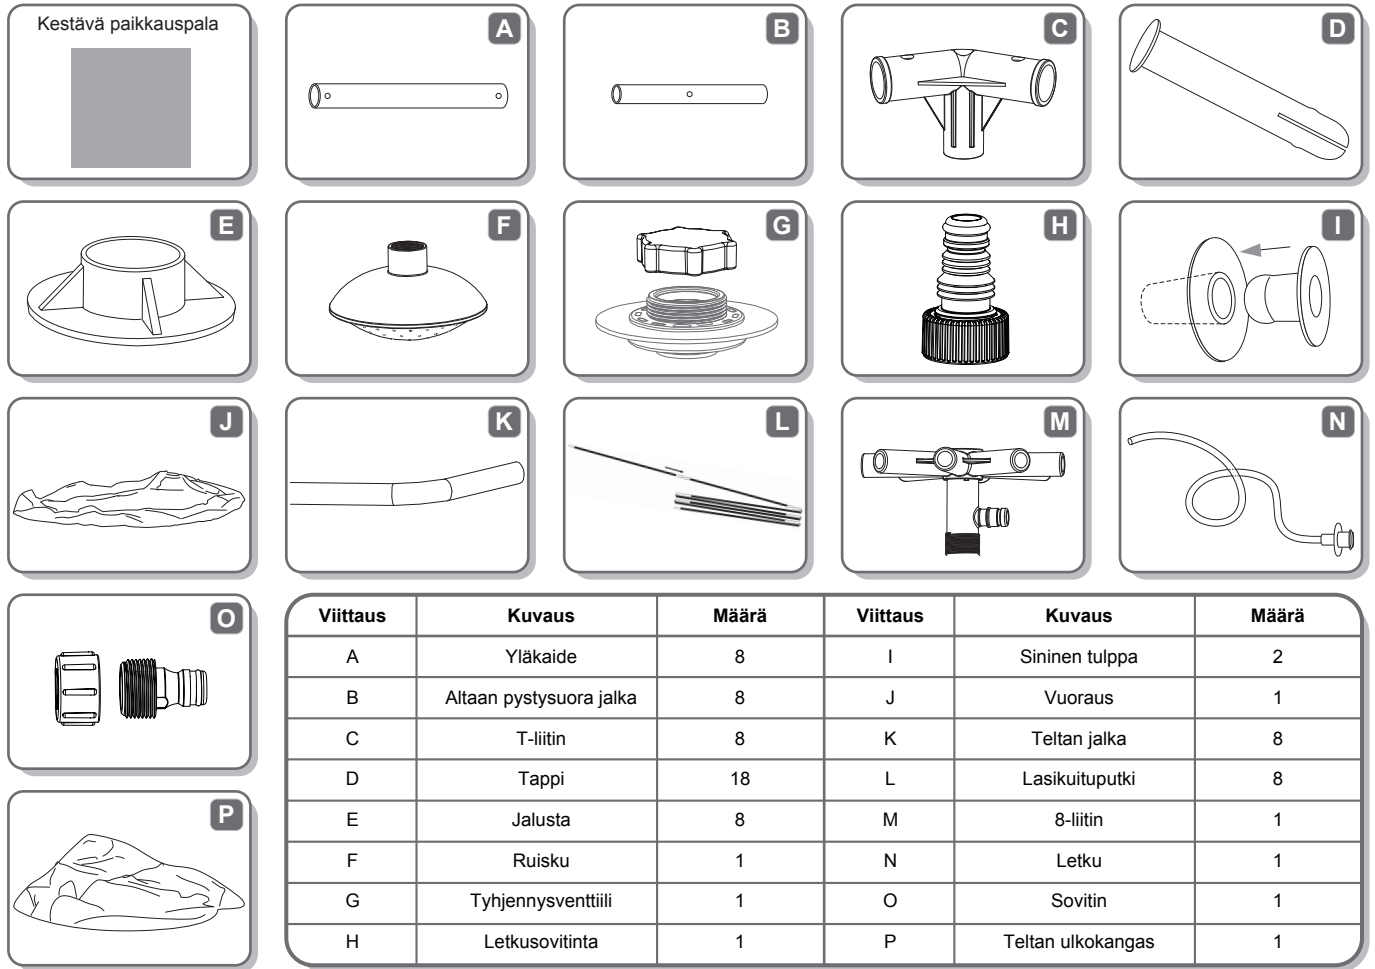 Kestävä paikkauspala
A
B
C
D
E
F
G
H
I
J
K
L
M
N
O
P
Viittaus Kuvaus Määrä Viittaus Kuvaus Määrä
A Yläkaide 8 I Sininen tulppa 2
B Altaan pystysuora jalka 8 J Vuoraus 1
C T-liitin 8 K Teltan jalka 8
D Tappi 18 L Lasikuituputki 8
E Jalusta 8 M 8-liitin 1
F Ruisku 1 N Letku 1
G Tyhjennysventtiili 1 O Sovitin 1
H Letkusovitinta 1 P Teltan ulkokangas 1